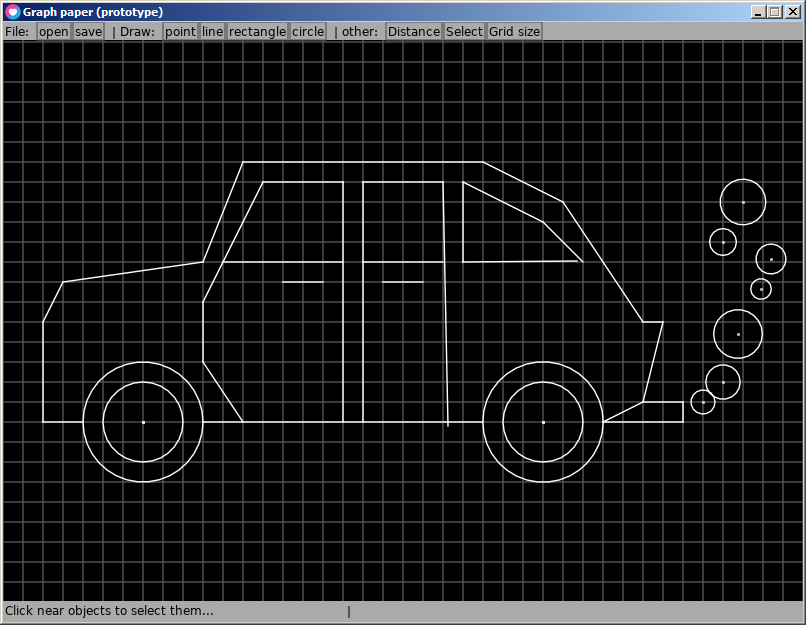 Graph paper (prototype)
File: open save | Draw: point line rectangle circle | other: Distance Select Grid size
Click near objects to select them... |